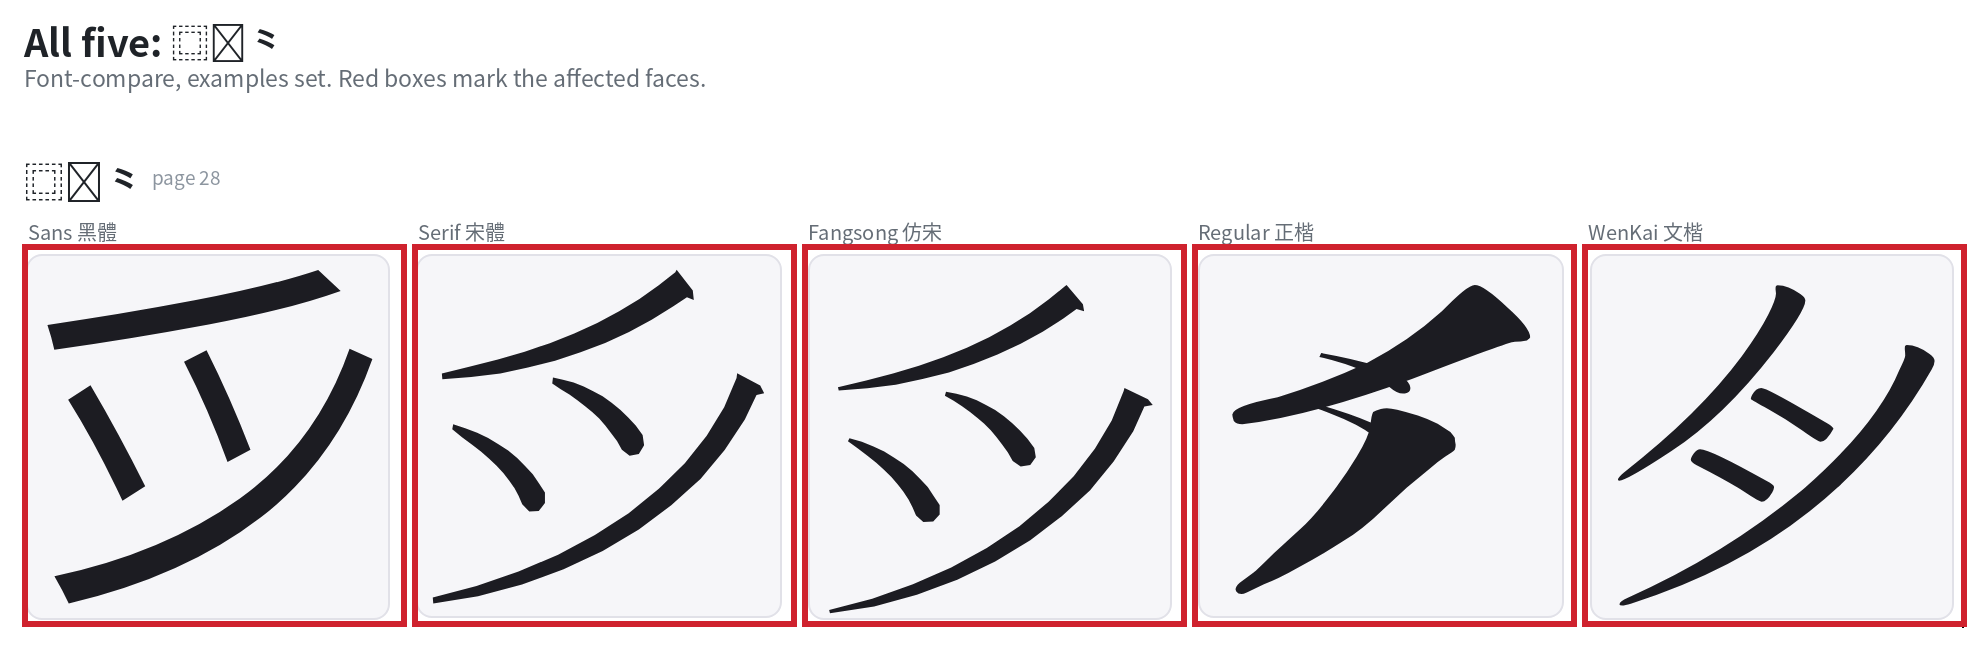 All five: ⺀
Font-compare, examples set. Red boxes mark the affected faces.
⺀ page 28
Sans 黑體
Serif 宋體
Fangsong 仿宋
Regular 正楷
WenKai 文楷